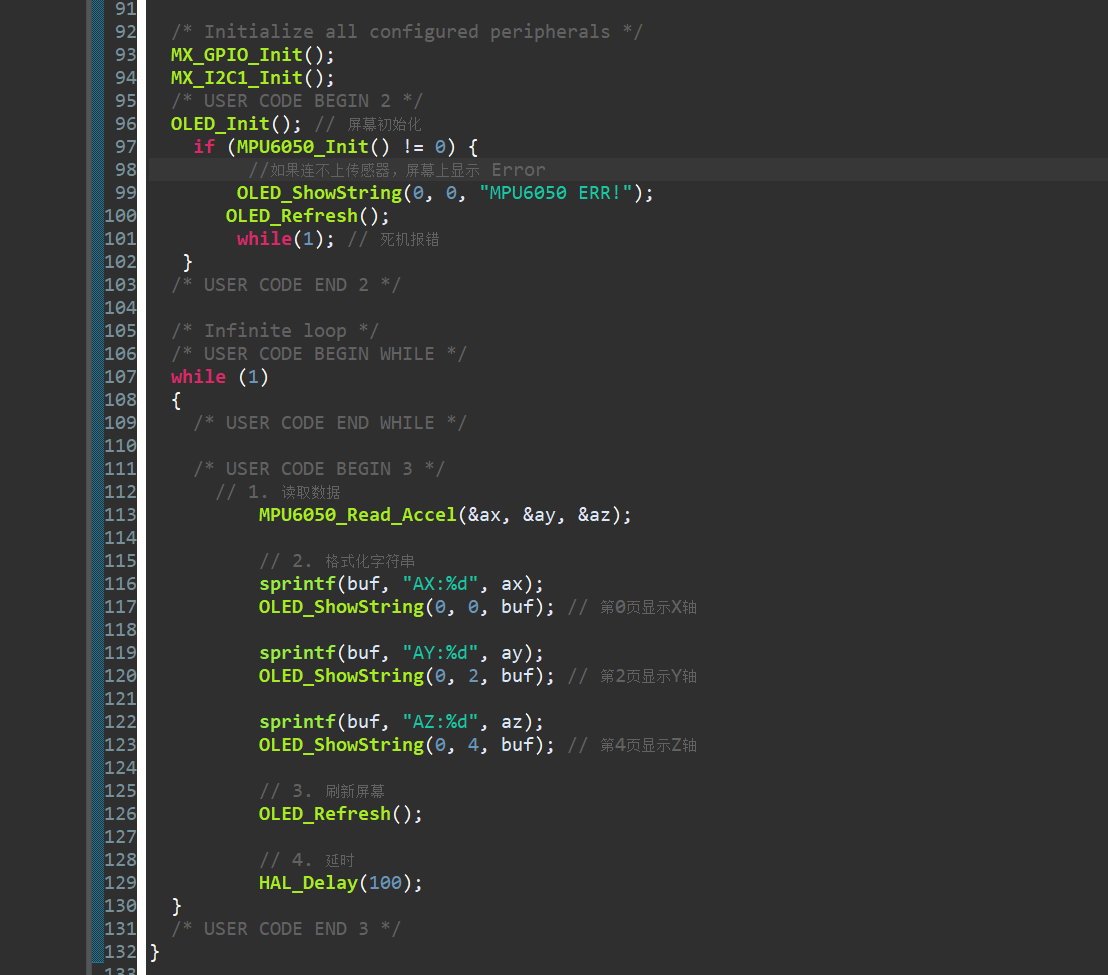 91
92 /* Initialize all configured peripherals */
93 MX_GPIO_Init();
94 MX_I2C1_Init();
95 /* USER CODE BEGIN 2 */
96 OLED_Init(); // 屏幕初始化
97 if (MPU6050_Init() != 0) {
98 //如果连不上传感器，屏幕上显示 Error
99 OLED_ShowString(0, 0, "MPU6050 ERR!");
100 OLED_Refresh();
101 while(1); // 死机报错
102 }
103 /* USER CODE END 2 */
104
105 /* Infinite loop */
106 /* USER CODE BEGIN WHILE */
107 while (1)
108 {
109 /* USER CODE END WHILE */
110
111 /* USER CODE BEGIN 3 */
112 // 1. 读取数据
113 MPU6050_Read_Accel(&ax, &ay, &az);
114
115 // 2. 格式化字符串
116 sprintf(buf, "AX:%d", ax);
117 OLED_ShowString(0, 0, buf); // 第0页显示X轴
118
119 sprintf(buf, "AY:%d", ay);
120 OLED_ShowString(0, 2, buf); // 第2页显示Y轴
121
122 sprintf(buf, "AZ:%d", az);
123 OLED_ShowString(0, 4, buf); // 第4页显示Z轴
124
125 // 3. 刷新屏幕
126 OLED_Refresh();
127
128 // 4. 延时
129 HAL_Delay(100);
130 }
131 /* USER CODE END 3 */
132 }
133